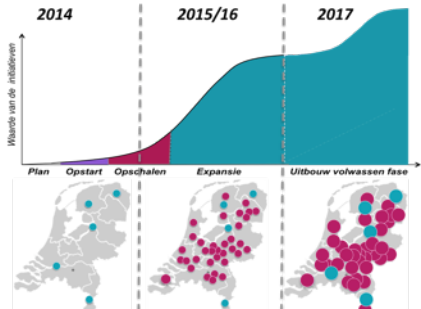 2014 2015/16 2017
Waarde van de initiatieven
Plan Opstart Opschalen Expansie Uitbouw volwassen fase